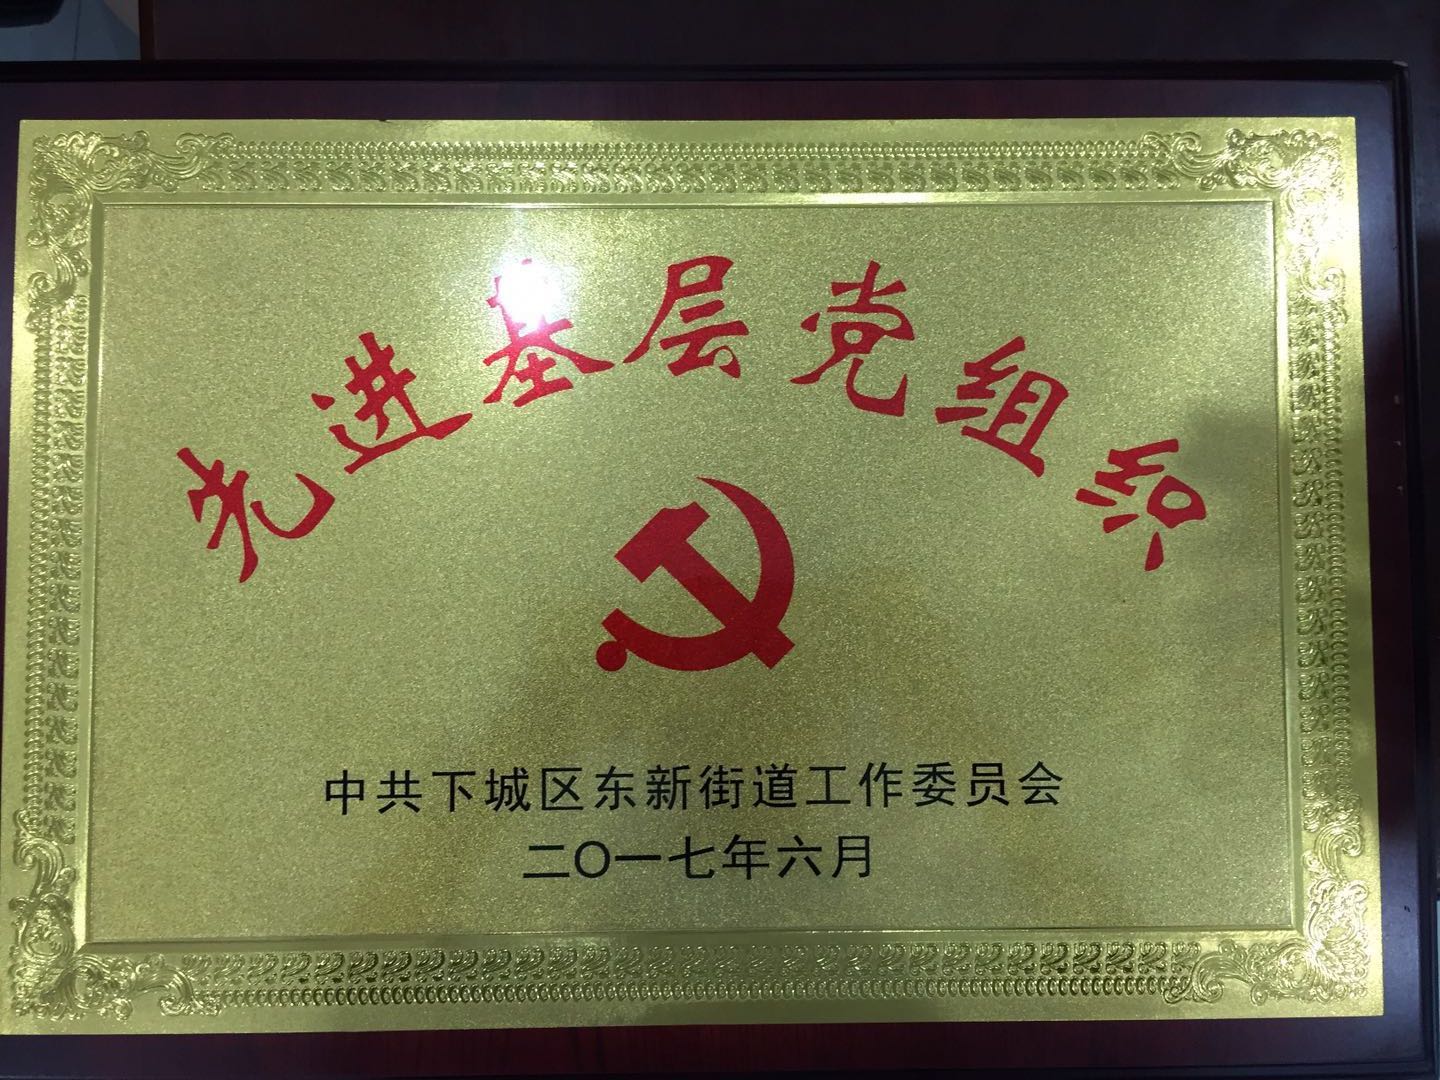 先进基层党组织
中共下城区东新街道工作委员会
二〇一七年六月